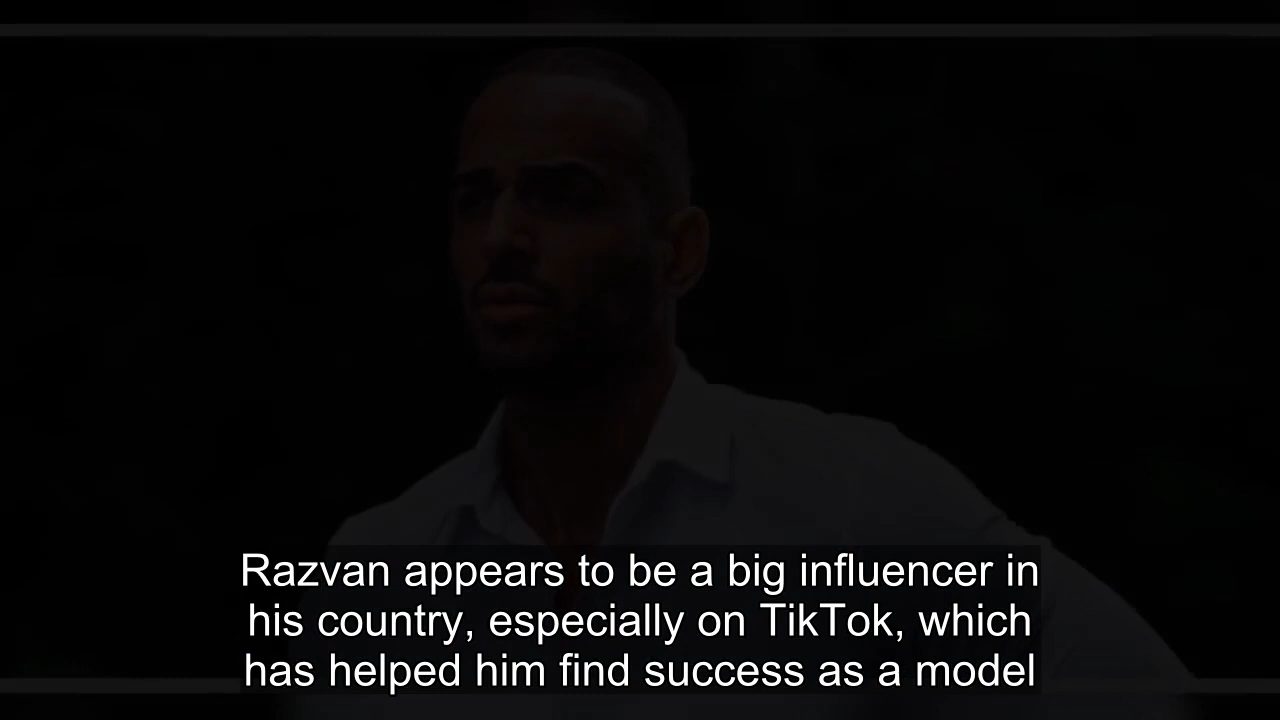 Razvan appears to be a big influencer in
his country, especially on TikTok, which
has helped him find success as a model